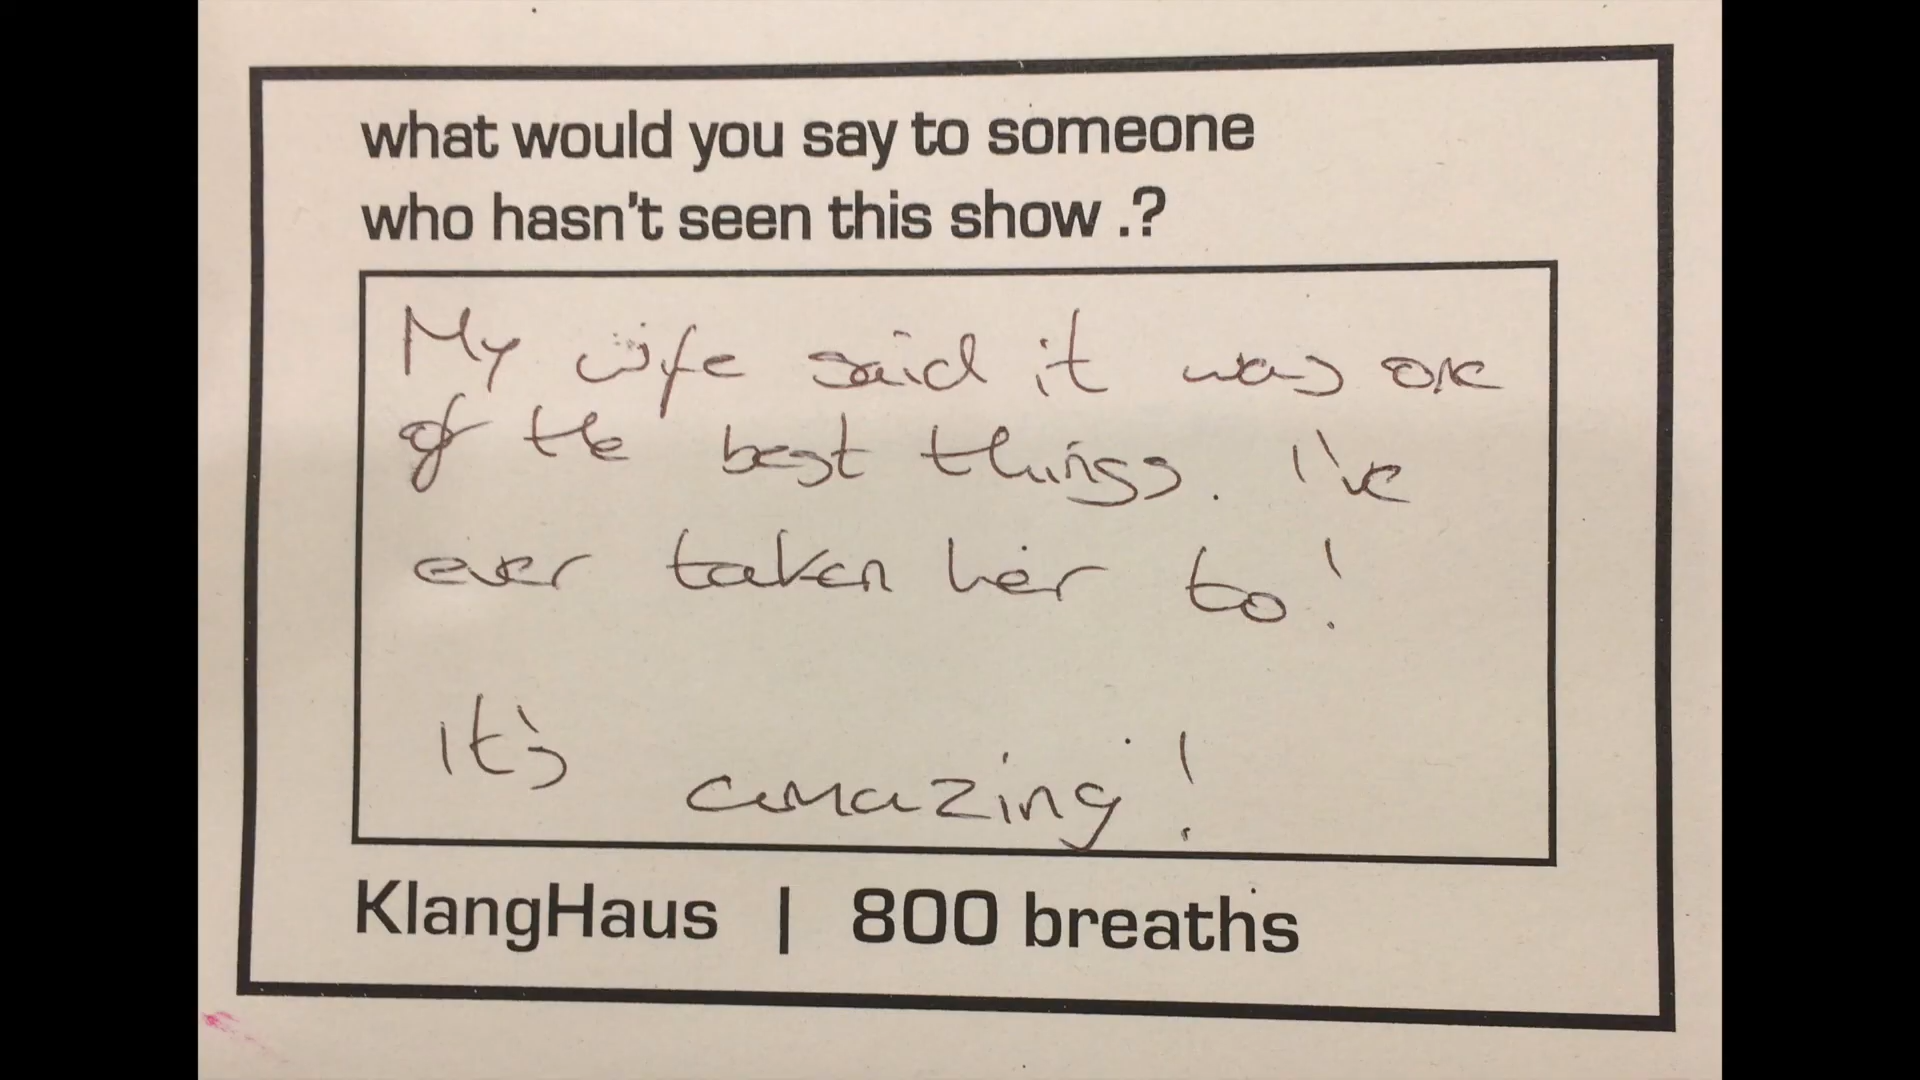 what would you say to someone
who hasn't seen this show .?
My wife said it was one
of the best things. I've
ever taken her to!
It's amazing!
KlangHaus | 800 breaths